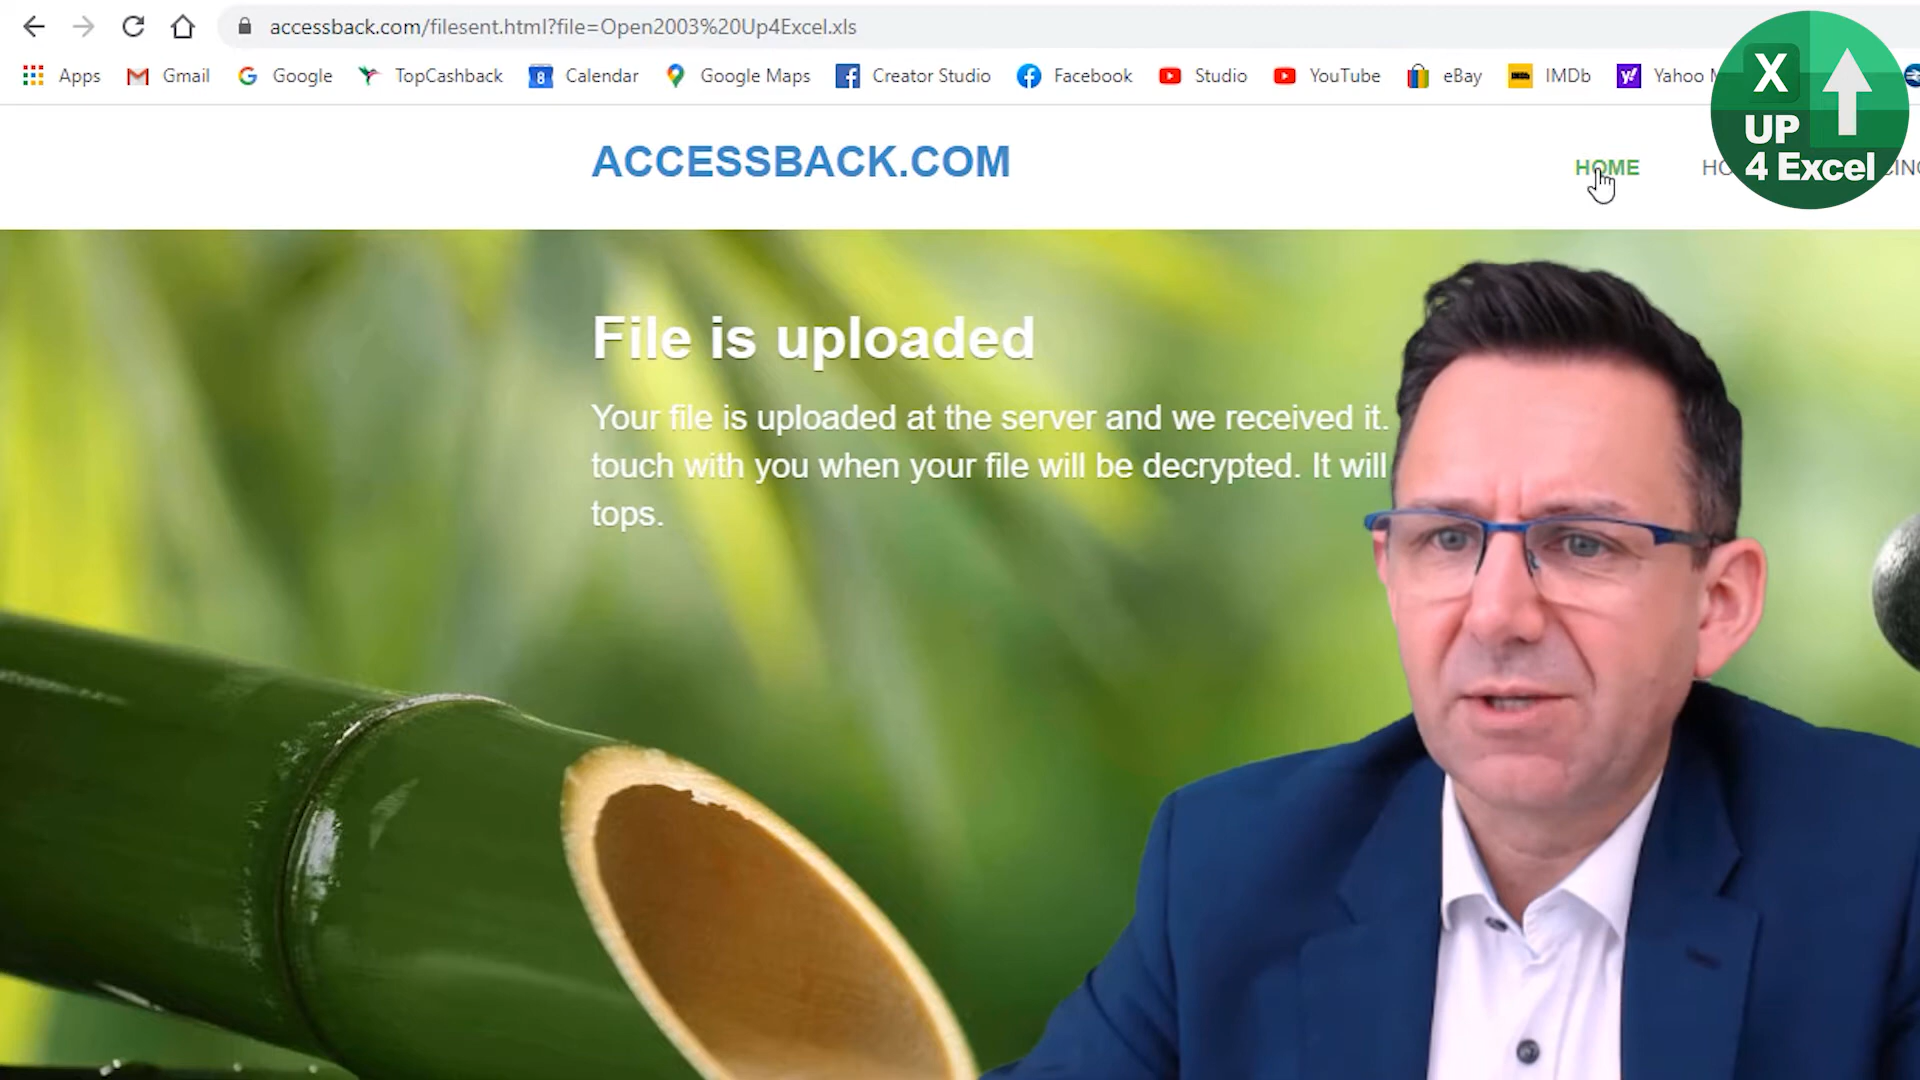 accessback.com/filesent.html?file=Open2003%20Up4Excel.xls
Apps Gmail Google TopCashback 8 Calendar Google Maps Creator Studio Facebook Studio YouTube eBay IMDb Yahoo
ACCESSBACK.COM
HOME
X
UP
4 Excel
File is uploaded
Your file is uploaded at the server and we received it.
touch with you when your file will be decrypted. It will
tops.